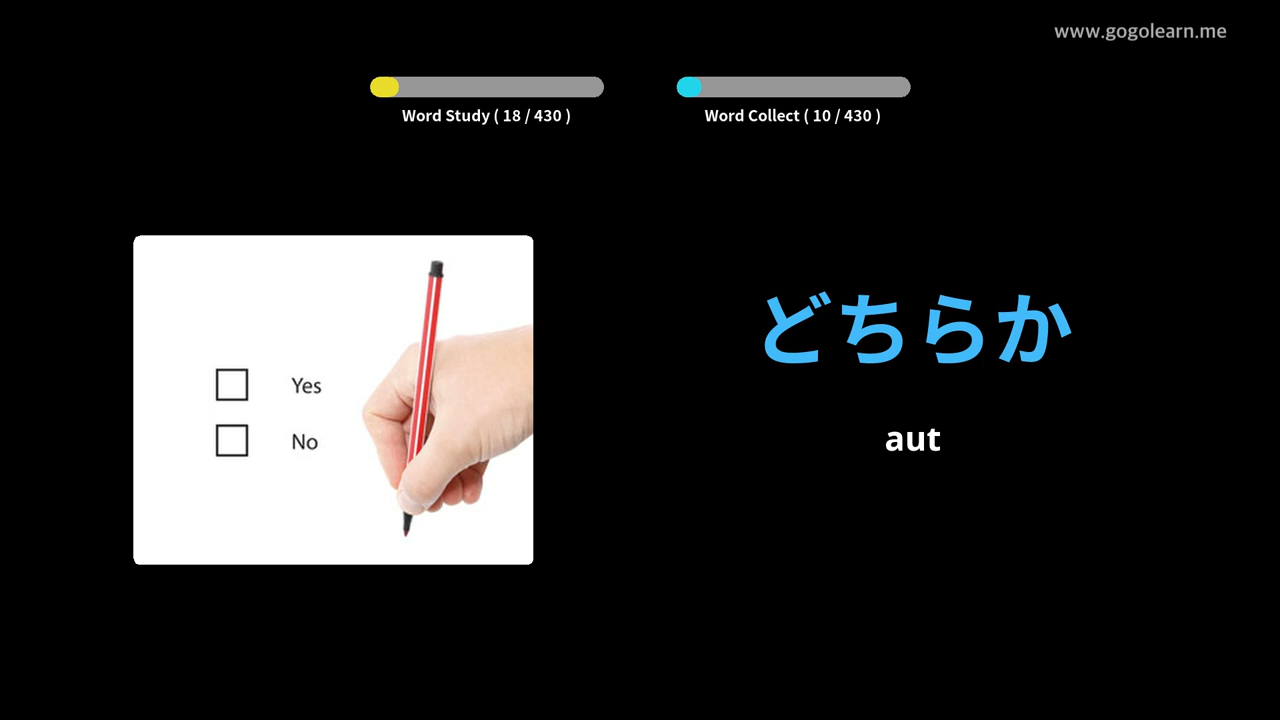 www.gogolearn.me
Word Study ( 18 / 430 )
Word Collect ( 10 / 430 )
Yes
No
どちらか
aut